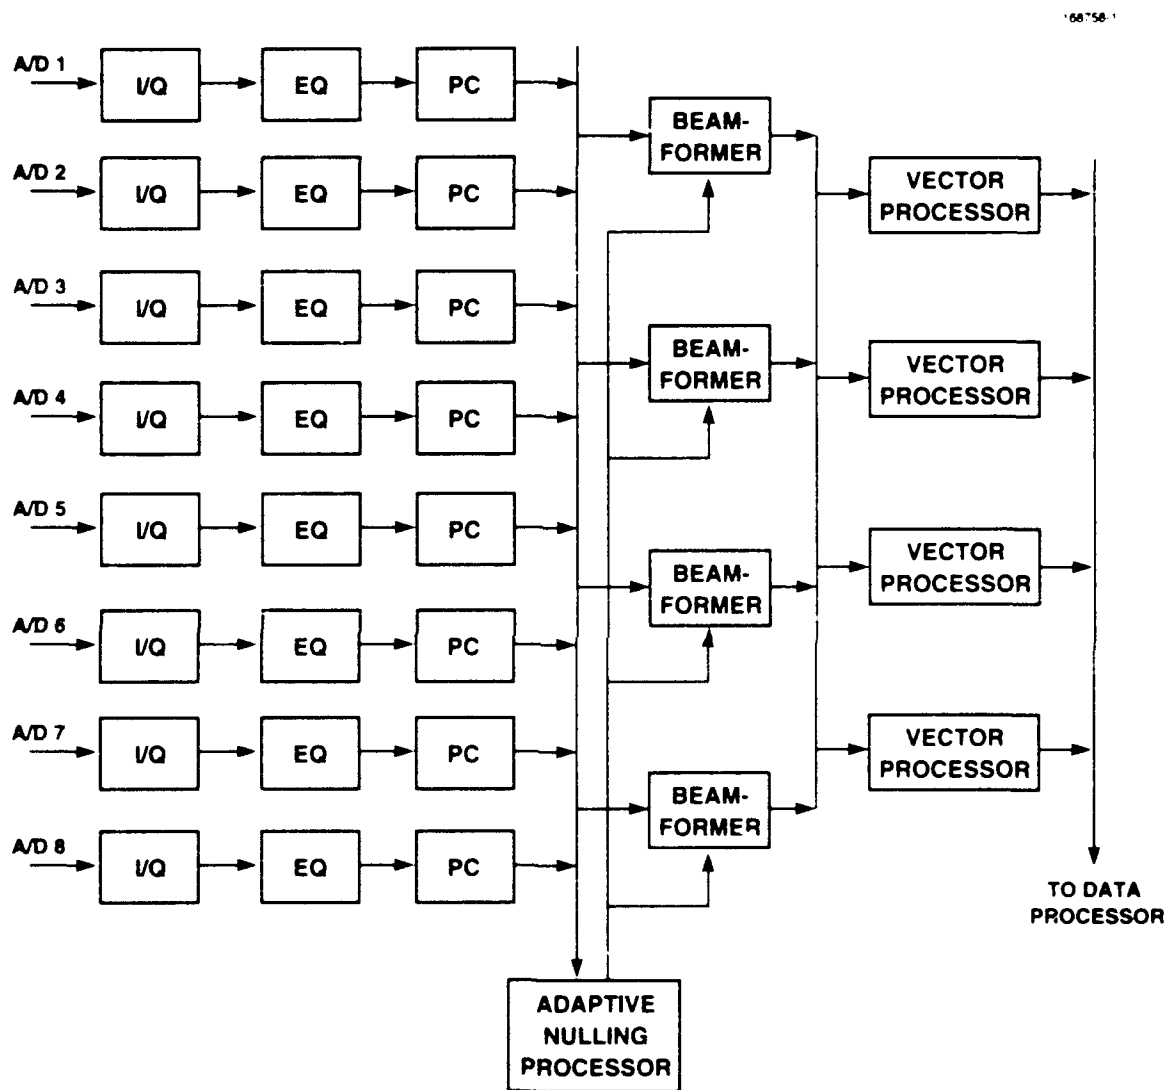 168758-1
A/D 1
I/Q
EQ
PC
A/D 2
I/Q
EQ
PC
A/D 3
I/Q
EQ
PC
A/D 4
I/Q
EQ
PC
A/D 5
I/Q
EQ
PC
A/D 6
I/Q
EQ
PC
A/D 7
I/Q
EQ
PC
A/D 8
I/Q
EQ
PC
BEAM-
FORMER
BEAM-
FORMER
BEAM-
FORMER
BEAM-
FORMER
VECTOR
PROCESSOR
VECTOR
PROCESSOR
VECTOR
PROCESSOR
VECTOR
PROCESSOR
TO DATA
PROCESSOR
ADAPTIVE
NULLING
PROCESSOR